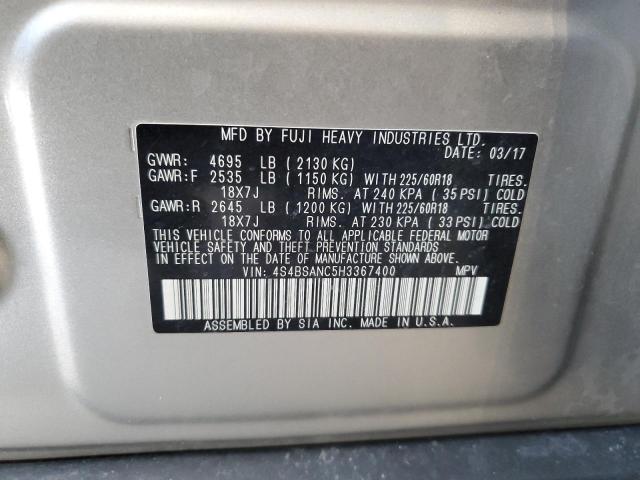 MFD BY FUJI HEAVY INDUSTRIES LTD.
DATE: 03/17
GVWR: 4695 LB (2130 KG)
GAWR:F 2535 LB (1150 KG) WITH 225/60R18 TIRES.
18X7J RIMS. AT 240 KPA (35 PSI) COLD
GAWR:R 2645 LB (1200 KG) WITH 225/60R18 TIRES.
18X7J RIMS. AT 230 KPA (33 PSI) COLD
THIS VEHICLE CONFORMS TO ALL APPLICABLE FEDERAL MOTOR
VEHICLE SAFETY AND THEFT PREVENTION STANDARDS
IN EFFECT ON THE DATE OF MANUFACTURE SHOWN ABOVE.
VIN: 4S4BSANC5H3367400 MPV
ASSEMBLED BY SIA INC. MADE IN U.S.A.